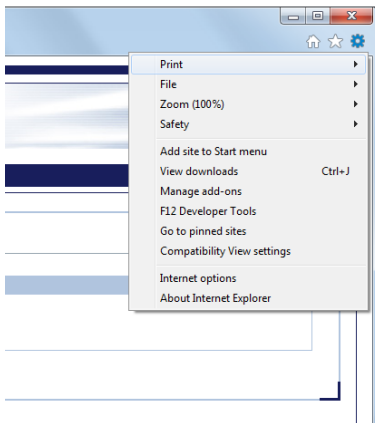 Print
File
Zoom (100%)
Safety
Add site to Start menu
View downloads Ctrl+J
Manage add-ons
F12 Developer Tools
Go to pinned sites
Compatibility View settings
Internet options
About Internet Explorer